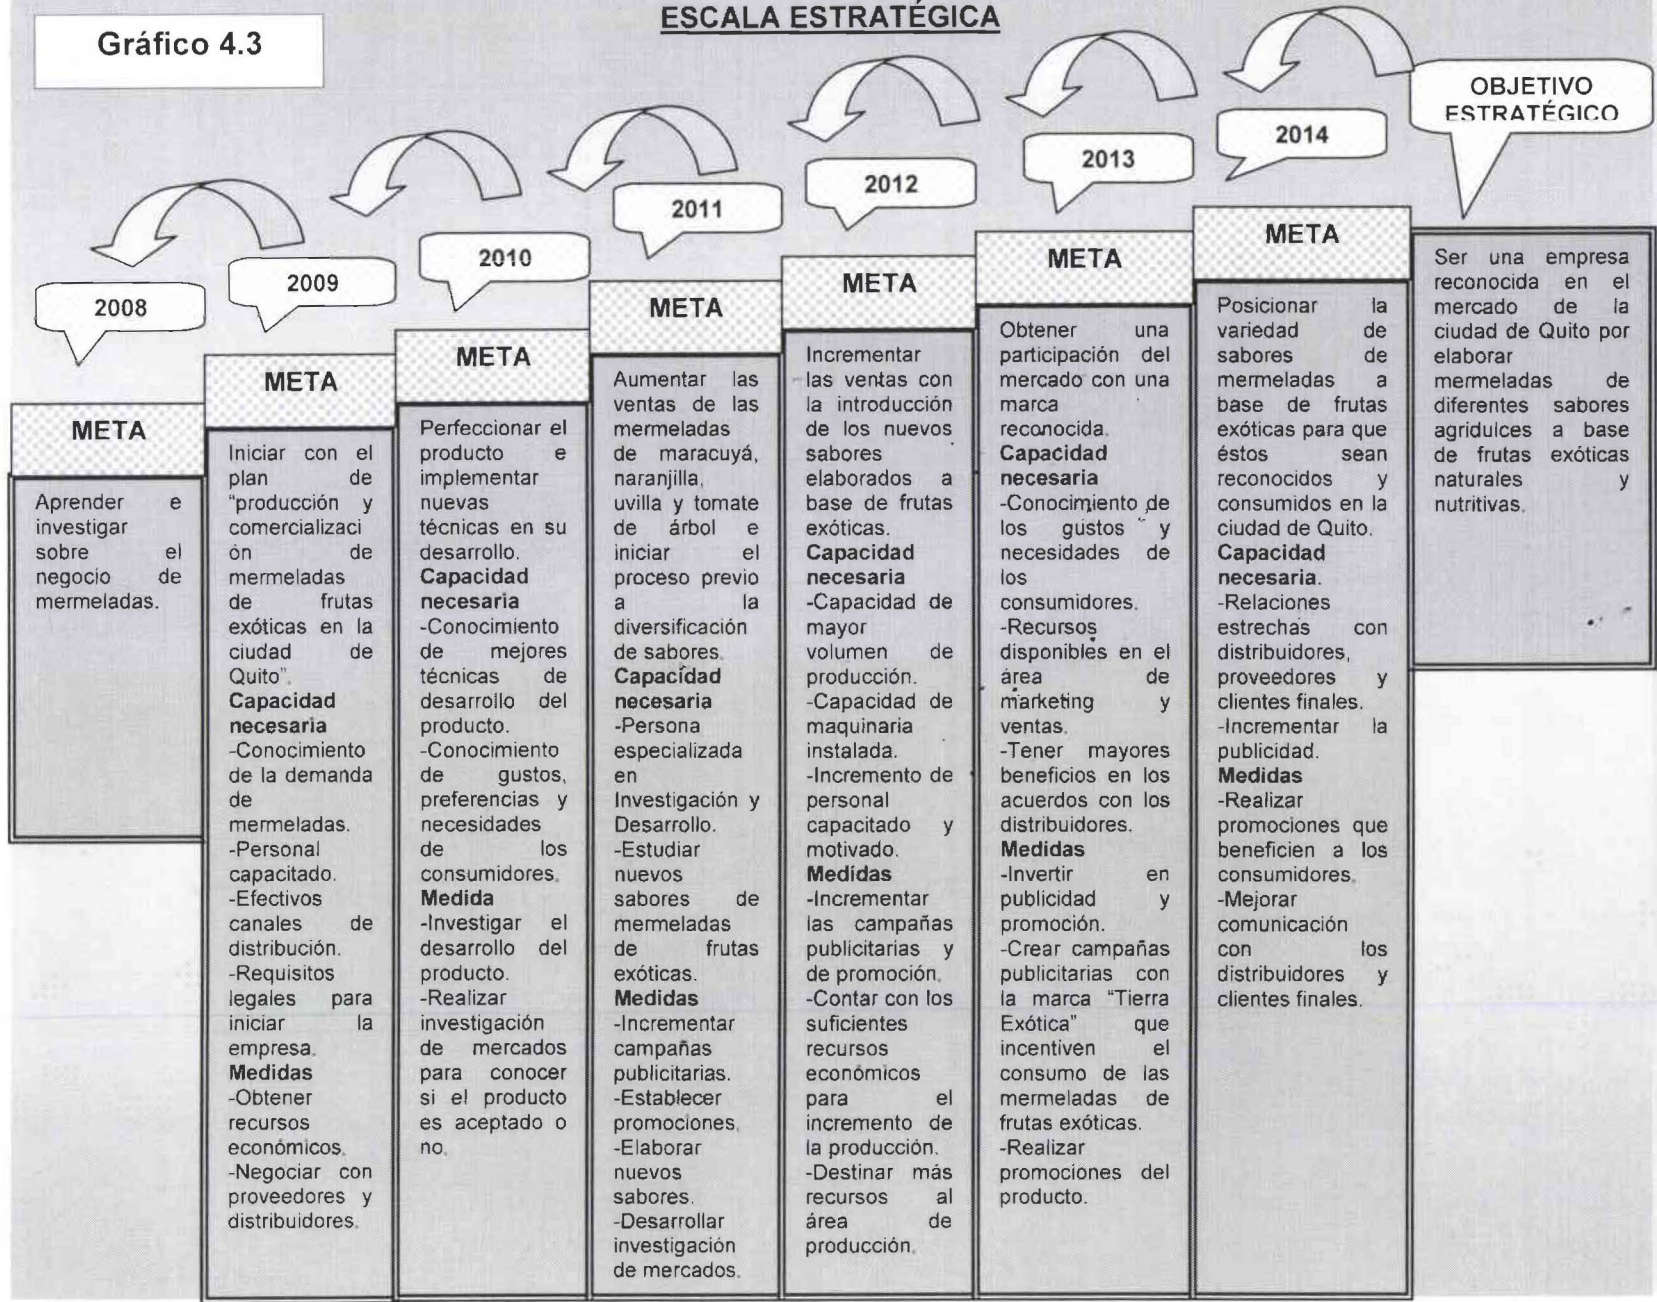 ESCALA ESTRATÉGICA
Gráfico 4.3
2008
META
Aprender e
investigar
sobre el
negocio de
mermeladas.
2009
META
Iniciar con el
plan de
“producción y
comercializaci
ón de
mermeladas
de frutas
exóticas en la
ciudad de
Quito”.
Capacidad
necesaria
-Conocimiento
de la demanda
de
mermeladas.
-Personal
capacitado.
-Efectivos
canales de
distribución.
-Requisitos
legales para
iniciar la
empresa.
Medidas
-Obtener
recursos
económicos.
-Negociar con
proveedores y
distribuidores.
2010
META
Perfeccionar el
producto e
implementar
nuevas
técnicas en su
desarrollo.
Capacidad
necesaria
-Conocimiento
de mejores
técnicas de
desarrollo del
producto.
-Conocimiento
de gustos,
preferencias y
necesidades
de los
consumidores.
Medida
-Investigar el
desarrollo del
producto.
-Realizar
investigación
de mercados
para conocer
si el producto
es aceptado o
no.
2011
META
Aumentar las
ventas de las
mermeladas
de maracuyá,
naranjilla,
uvilla y tomate
de árbol e
iniciar el
proceso previo
a la
diversificación
de sabores.
Capacidad
necesaria
-Persona
especializada
en
Investigación y
Desarrollo.
-Estudiar
nuevos
sabores de
mermeladas
de frutas
exóticas.
Medidas
-Incrementar
campañas
publicitarias.
-Establecer
promociones.
-Elaborar
nuevos
sabores.
-Desarrollar
investigación
de mercados.
2012
META
Incrementar
las ventas con
la introducción
de los nuevos
sabores
elaborados a
base de frutas
exóticas.
Capacidad
necesaria
-Capacidad de
mayor
volumen de
producción.
-Capacidad de
maquinaria
instalada.
-Incremento de
personal
capacitado y
motivado.
Medidas
-Incrementar
las campañas
publicitarias y
de promoción.
-Contar con los
suficientes
recursos
económicos
para el
incremento de
la producción.
-Destinar más
recursos al
área de
producción.
2013
META
Obtener una
participación del
mercado con una
marca
reconocida.
Capacidad
necesaria
-Conocimiento de
los gustos y
necesidades de
los
consumidores.
-Recursos
disponibles en el
área de
marketing y
ventas.
-Tener mayores
beneficios en los
acuerdos con los
distribuidores.
Medidas
-Invertir en
publicidad y
promoción.
-Crear campañas
publicitarias con
la marca “Tierra
Exótica” que
incentiven el
consumo de las
mermeladas de
frutas exóticas.
-Realizar
promociones del
producto.
2014
META
Posicionar la
variedad de
sabores de
mermeladas a
base de frutas
exóticas para que
éstos sean
reconocidos y
consumidos en la
ciudad de Quito.
Capacidad
necesaria.
-Relaciones
estrechas con
distribuidores,
proveedores y
clientes finales.
-Incrementar la
publicidad.
Medidas
-Realizar
promociones que
beneficien a los
consumidores.
-Mejorar
comunicación
con los
distribuidores y
clientes finales.
OBJETIVO
ESTRATÉGICO
Ser una empresa
reconocida en el
mercado de la
ciudad de Quito por
elaborar
mermeladas de
diferentes sabores
agridulces a base
de frutas exóticas
naturales y
nutritivas.